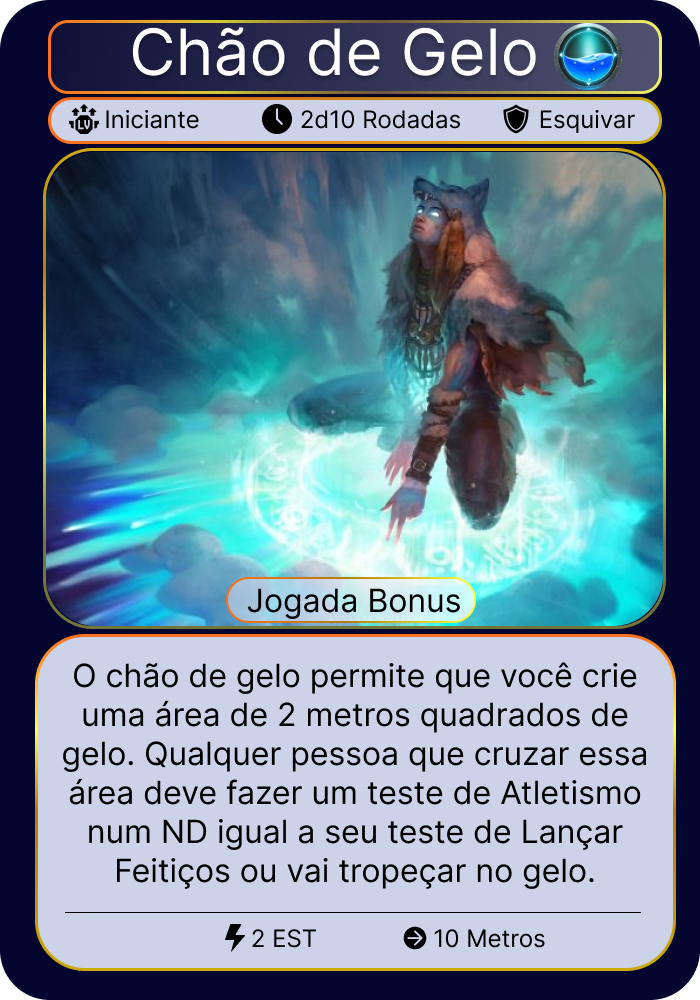 Chão de Gelo
LV Iniciante 2d10 Rodadas Esquivar
Jogada Bonus
O chão de gelo permite que você crie
uma área de 2 metros quadrados de
gelo. Qualquer pessoa que cruzar essa
área deve fazer um teste de Atletismo
num ND igual a seu teste de Lançar
Feitiços ou vai tropeçar no gelo.
2 EST 10 Metros